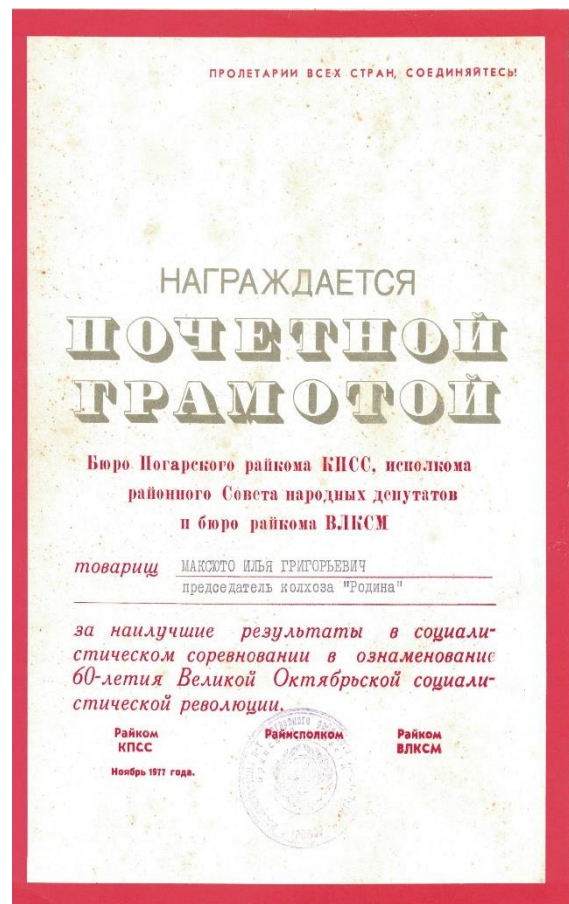 ПРОЛЕТАРИИ ВСЕХ СТРАН, СОЕДИНЯЙТЕСЬ!
НАГРАЖДАЕТСЯ
ПОЧЕТНОЙ
ГРАМОТОЙ
Бюро Погарского райкома КПСС, исполкома
районного Совета народных депутатов
и бюро райкома ВЛКСМ
товарищ МАКСЮТО ИЛЬЯ ГРИГОРЬЕВИЧ
председатель колхоза "Родина"
за наилучшие результаты в социали-
стическом соревновании в ознаменование
60-летия Великой Октябрьской социали-
стической революции.
Райком Райисполком Райком
КПСС ВЛКСМ
Ноябрь 1977 года.